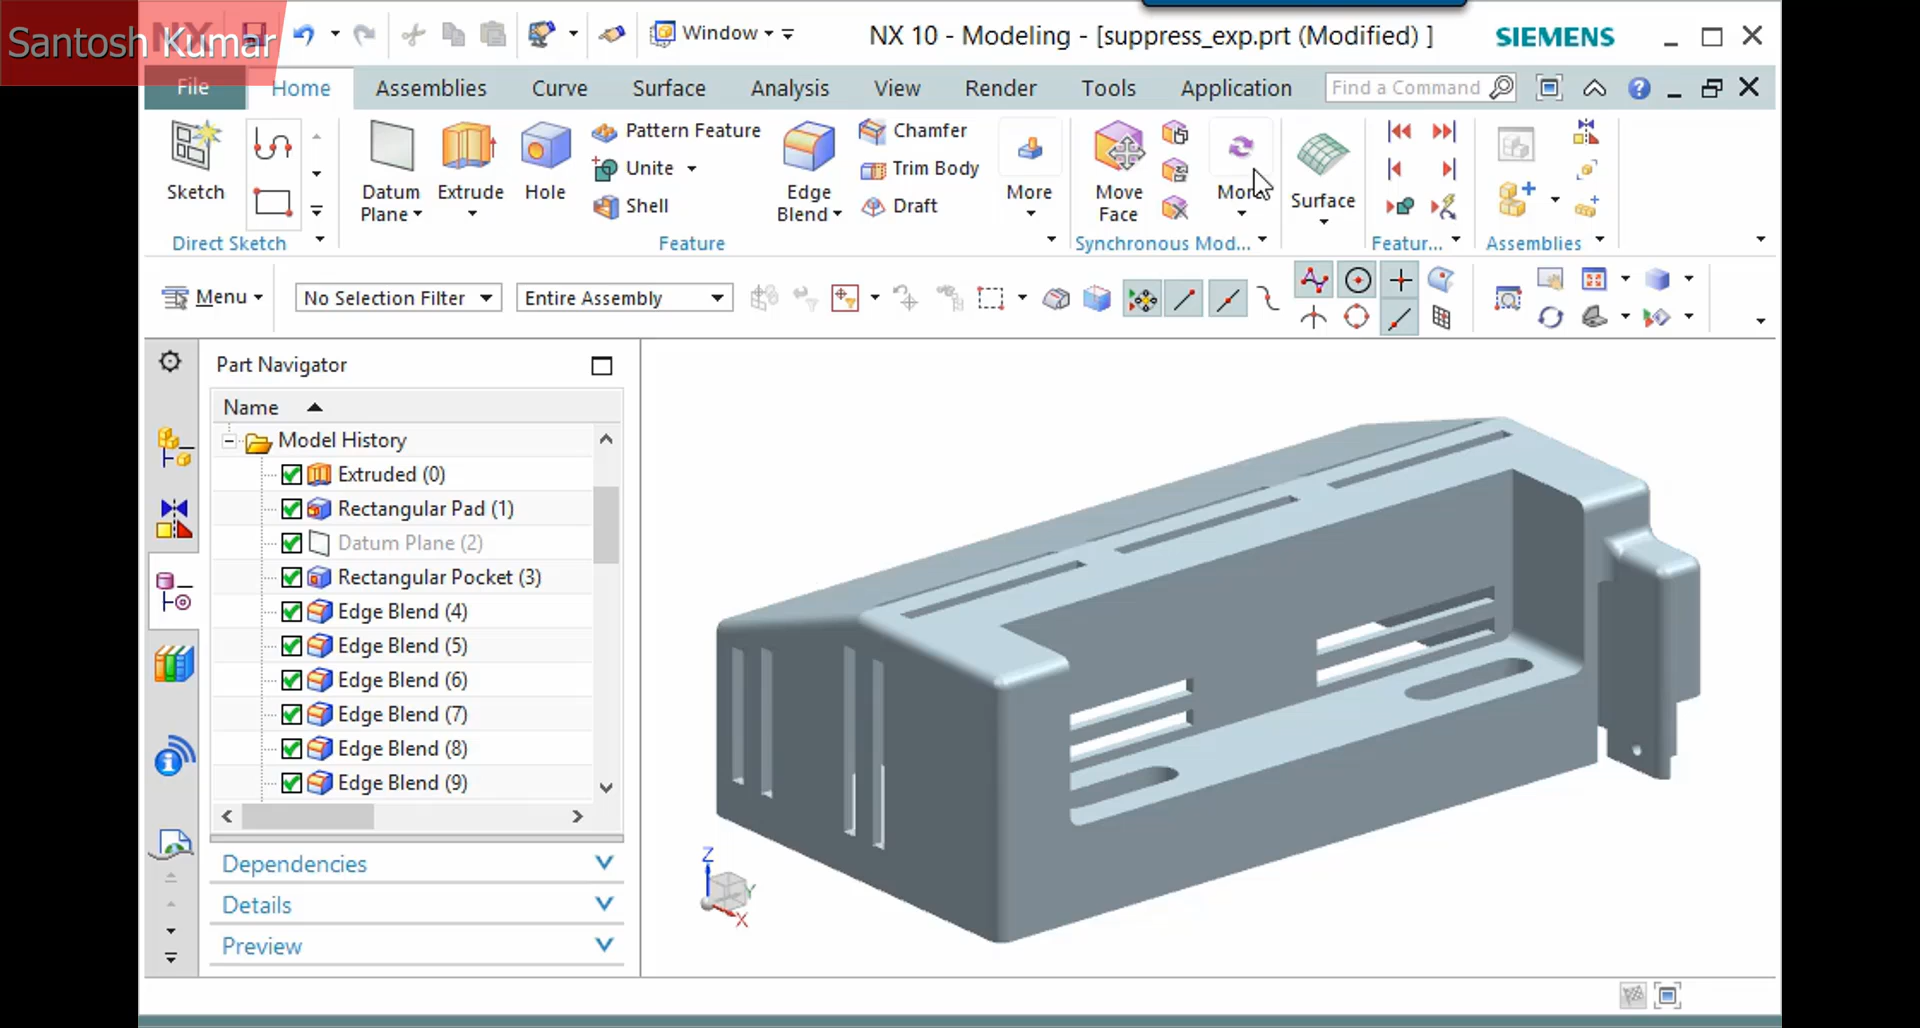 Santosh Kumar
NX
Window
NX 10 - Modeling - [suppress_exp.prt (Modified) ]
SIEMENS
File
Home
Assemblies
Curve
Surface
Analysis
View
Render
Tools
Application
Find a Command
Sketch
Direct Sketch
Datum
Plane
Extrude
Hole
Pattern Feature
Unite
Shell
Edge
Blend
Chamfer
Trim Body
Draft
More
Feature
Move
Face
More
Synchronous Mod...
Surface
Featur...
Assemblies
Menu
No Selection Filter
Entire Assembly
Part Navigator
Name
Model History
Extruded (0)
Rectangular Pad (1)
Datum Plane (2)
Rectangular Pocket (3)
Edge Blend (4)
Edge Blend (5)
Edge Blend (6)
Edge Blend (7)
Edge Blend (8)
Edge Blend (9)
Dependencies
Details
Preview
Z
Y
X